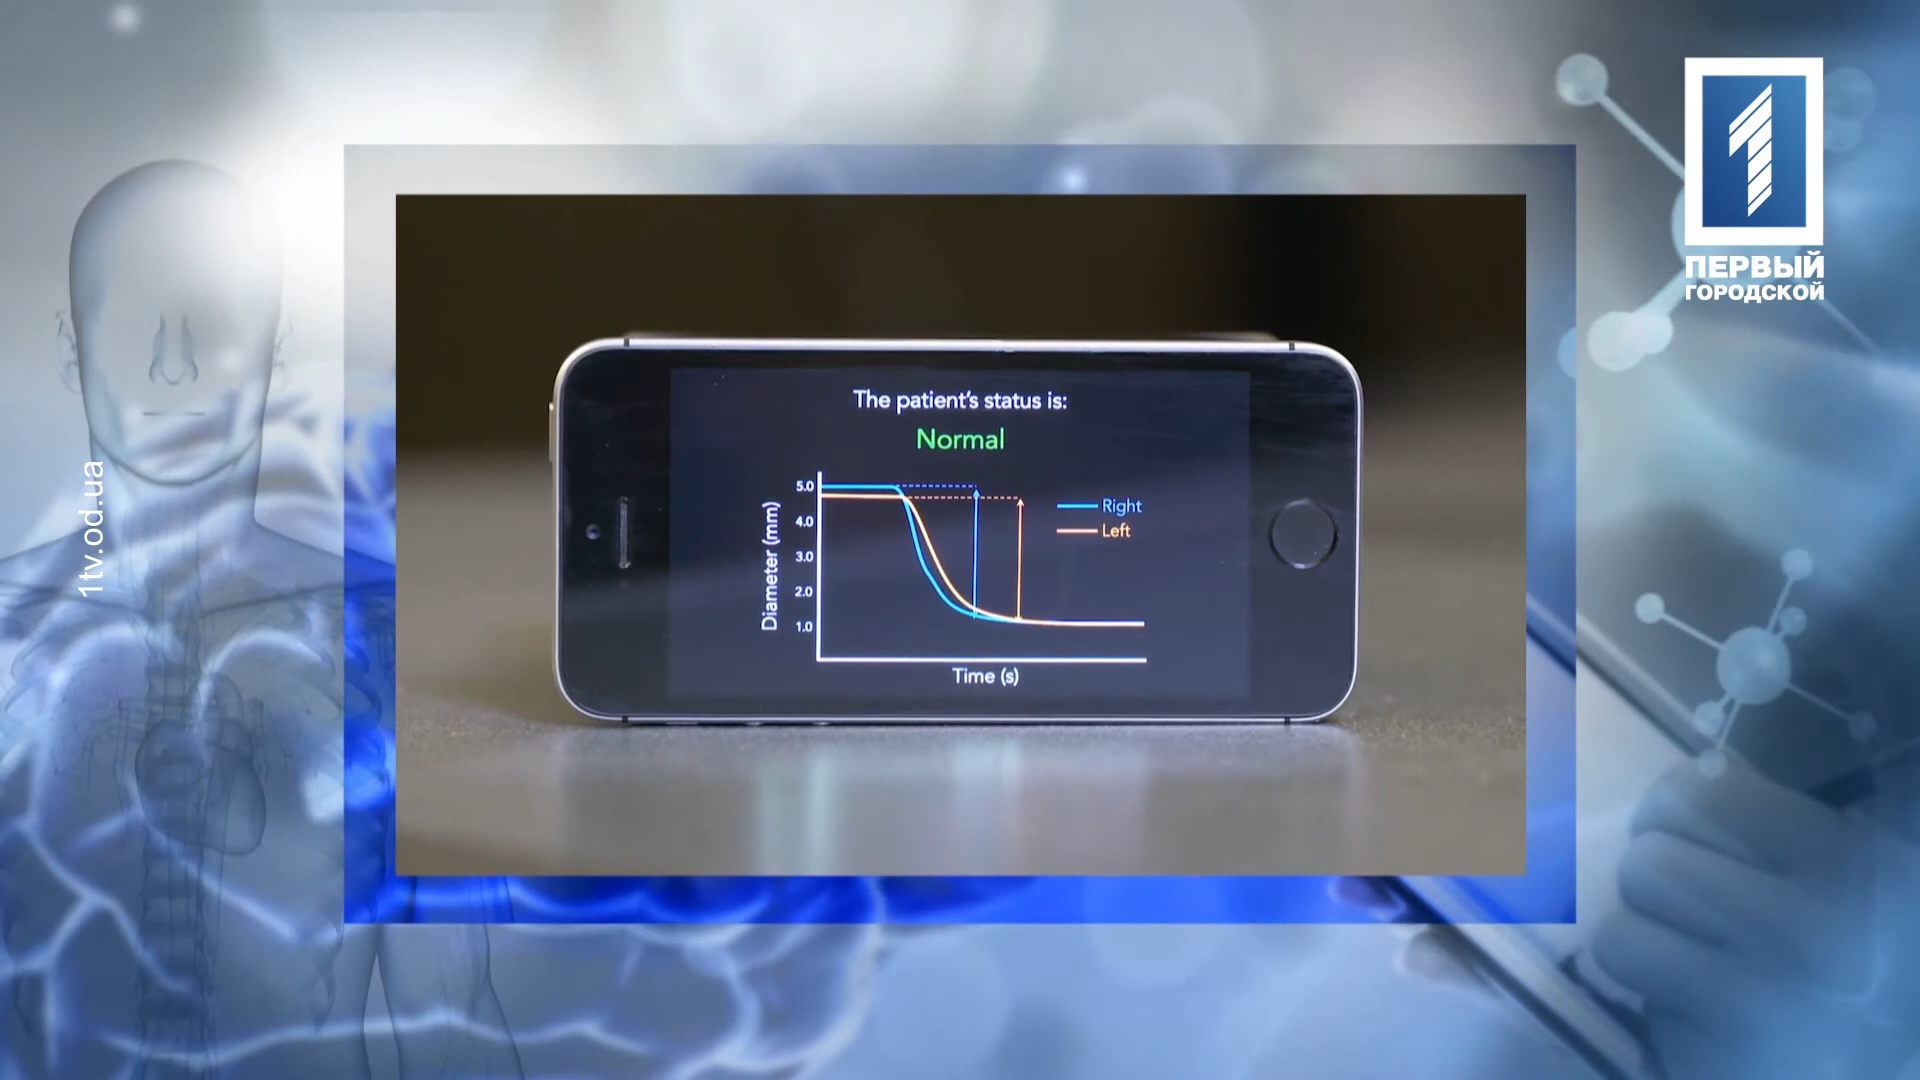 ПЕРВЫЙ
ГОРОДСКОЙ
1tv.od.ua
The patient's status is:
Normal
Diameter (mm)
5.0
4.0
3.0
2.0
1.0
Right
Left
Time (s)